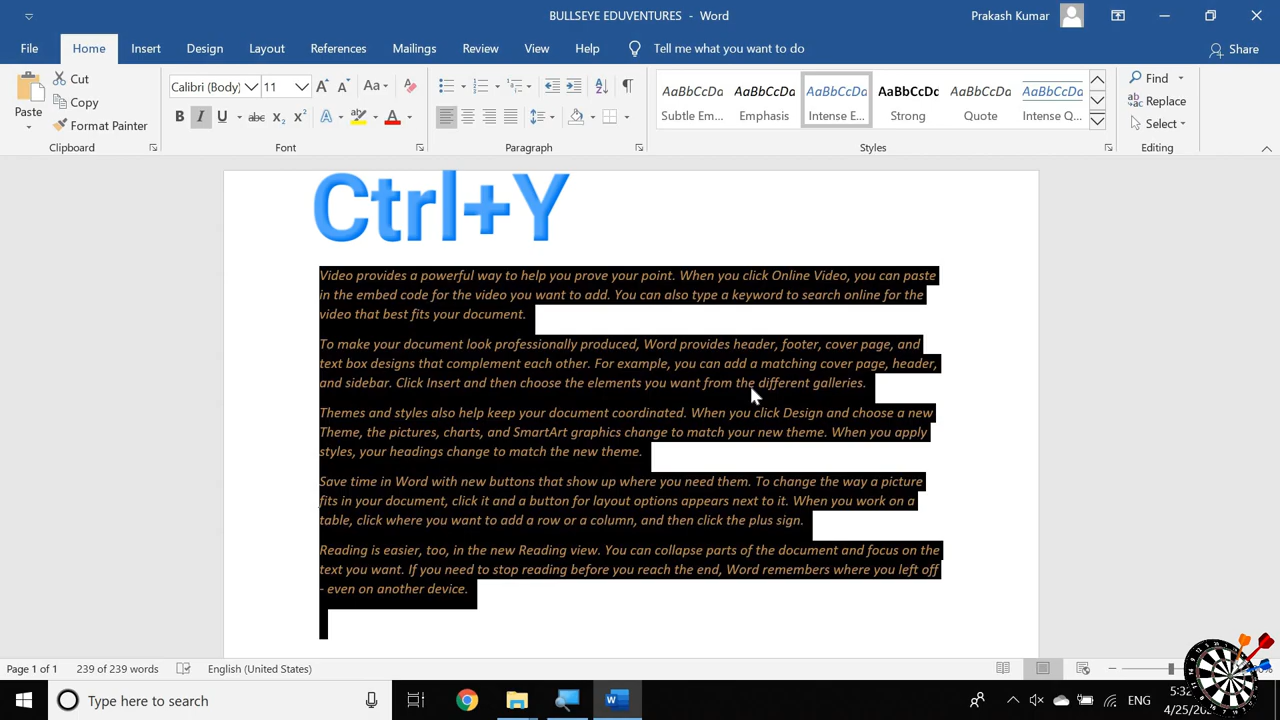 BULLSEYE EDUVENTURES - Word
Prakash Kumar
File Home Insert Design Layout References Mailings Review View Help Tell me what you want to do Share
Paste
Cut
Copy
Format Painter
Clipboard
Calibri (Body) 11
Font
Paragraph
AaBbCcDa AaBbCcDa AaBbCcDa AaBbCcDc AaBbCcDa AaBbCcDa
Subtle Em... Emphasis Intense E... Strong Quote Intense Q...
Styles
Find
Replace
Select
Editing
Ctrl+Y
Video provides a powerful way to help you prove your point. When you click Online Video, you can paste
in the embed code for the video you want to add. You can also type a keyword to search online for the
video that best fits your document.
To make your document look professionally produced, Word provides header, footer, cover page, and
text box designs that complement each other. For example, you can add a matching cover page, header,
and sidebar. Click Insert and then choose the elements you want from the different galleries.
Themes and styles also help keep your document coordinated. When you click Design and choose a new
Theme, the pictures, charts, and SmartArt graphics change to match your new theme. When you apply
styles, your headings change to match the new theme.
Save time in Word with new buttons that show up where you need them. To change the way a picture
fits in your document, click it and a button for layout options appears next to it. When you work on a
table, click where you want to add a row or a column, and then click the plus sign.
Reading is easier, too, in the new Reading view. You can collapse parts of the document and focus on the
text you want. If you need to stop reading before you reach the end, Word remembers where you left off
- even on another device.
Page 1 of 1 239 of 239 words English (United States)
Type here to search
ENG